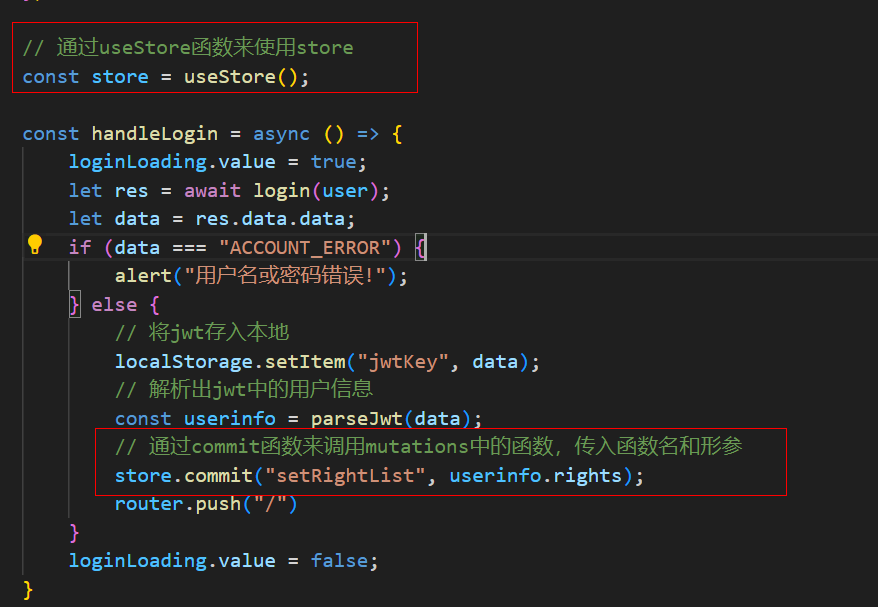 // 通过useStore函数来使用store
const store = useStore();
const handleLogin = async () => {
loginLoading.value = true;
let res = await login(user);
let data = res.data.data;
if (data === "ACCOUNT_ERROR") {
alert("用户名或密码错误!");
} else {
// 将jwt存入本地
localStorage.setItem("jwtKey", data);
// 解析出jwt中的用户信息
const userinfo = parseJwt(data);
// 通过commit函数来调用mutations中的函数，传入函数名和形参
store.commit("setRightList", userinfo.rights);
router.push("/")
}
loginLoading.value = false;
}